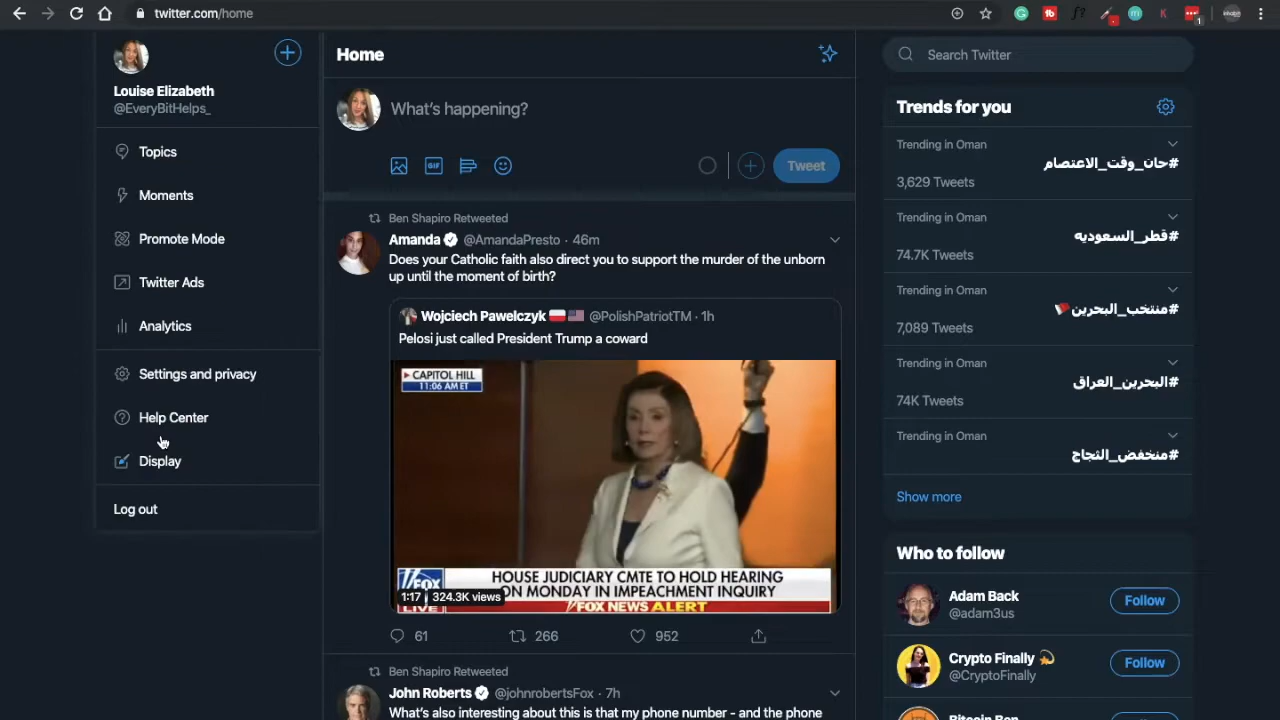 twitter.com/home
Louise Elizabeth
@EveryBitHelps_
Topics
Moments
Promote Mode
Twitter Ads
Analytics
Settings and privacy
Help Center
Display
Log out
Home
What's happening?
GIF
Tweet
Ben Shapiro Retweeted
Amanda @AmandaPresto · 46m
Does your Catholic faith also direct you to support the murder of the unborn
up until the moment of birth?
Wojciech Pawelczyk @PolishPatriotTM · 1h
Pelosi just called President Trump a coward
CAPITOL HILL
11:06 AM ET
FOX
HOUSE JUDICIARY CMTE TO HOLD HEARING
ON MONDAY IN IMPEACHMENT INQUIRY
1:17 324.3K views
LIVE
FOX NEWS ALERT
61 266 952
Ben Shapiro Retweeted
John Roberts @johnrobertsFox · 7h
What's also interesting about this is that my phone number - and the phone
Search Twitter
Trends for you
Trending in Oman
#حان_وقت_الاعتصام
3,629 Tweets
Trending in Oman
#قطر_السعوديه
74.7K Tweets
Trending in Oman
#منتخب_البحرين
7,089 Tweets
Trending in Oman
#البحرين_العراق
74K Tweets
Trending in Oman
#منخفض_الثجاج
Show more
Who to follow
Adam Back
@adam3us
Follow
Crypto Finally
@CryptoFinally
Follow